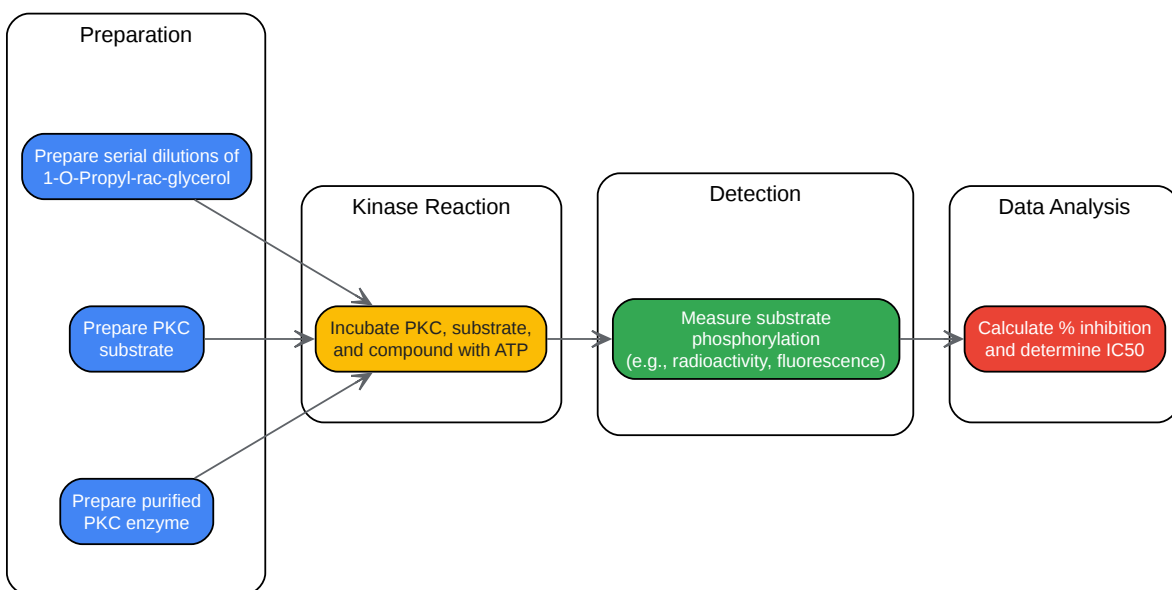 Preparation
Prepare serial dilutions of
1-O-Propyl-rac-glycerol
Prepare PKC
substrate
Prepare purified
PKC enzyme
Kinase Reaction
Incubate PKC, substrate,
and compound with ATP
Detection
Measure substrate
phosphorylation
(e.g., radioactivity, fluorescence)
Data Analysis
Calculate % inhibition
and determine IC50